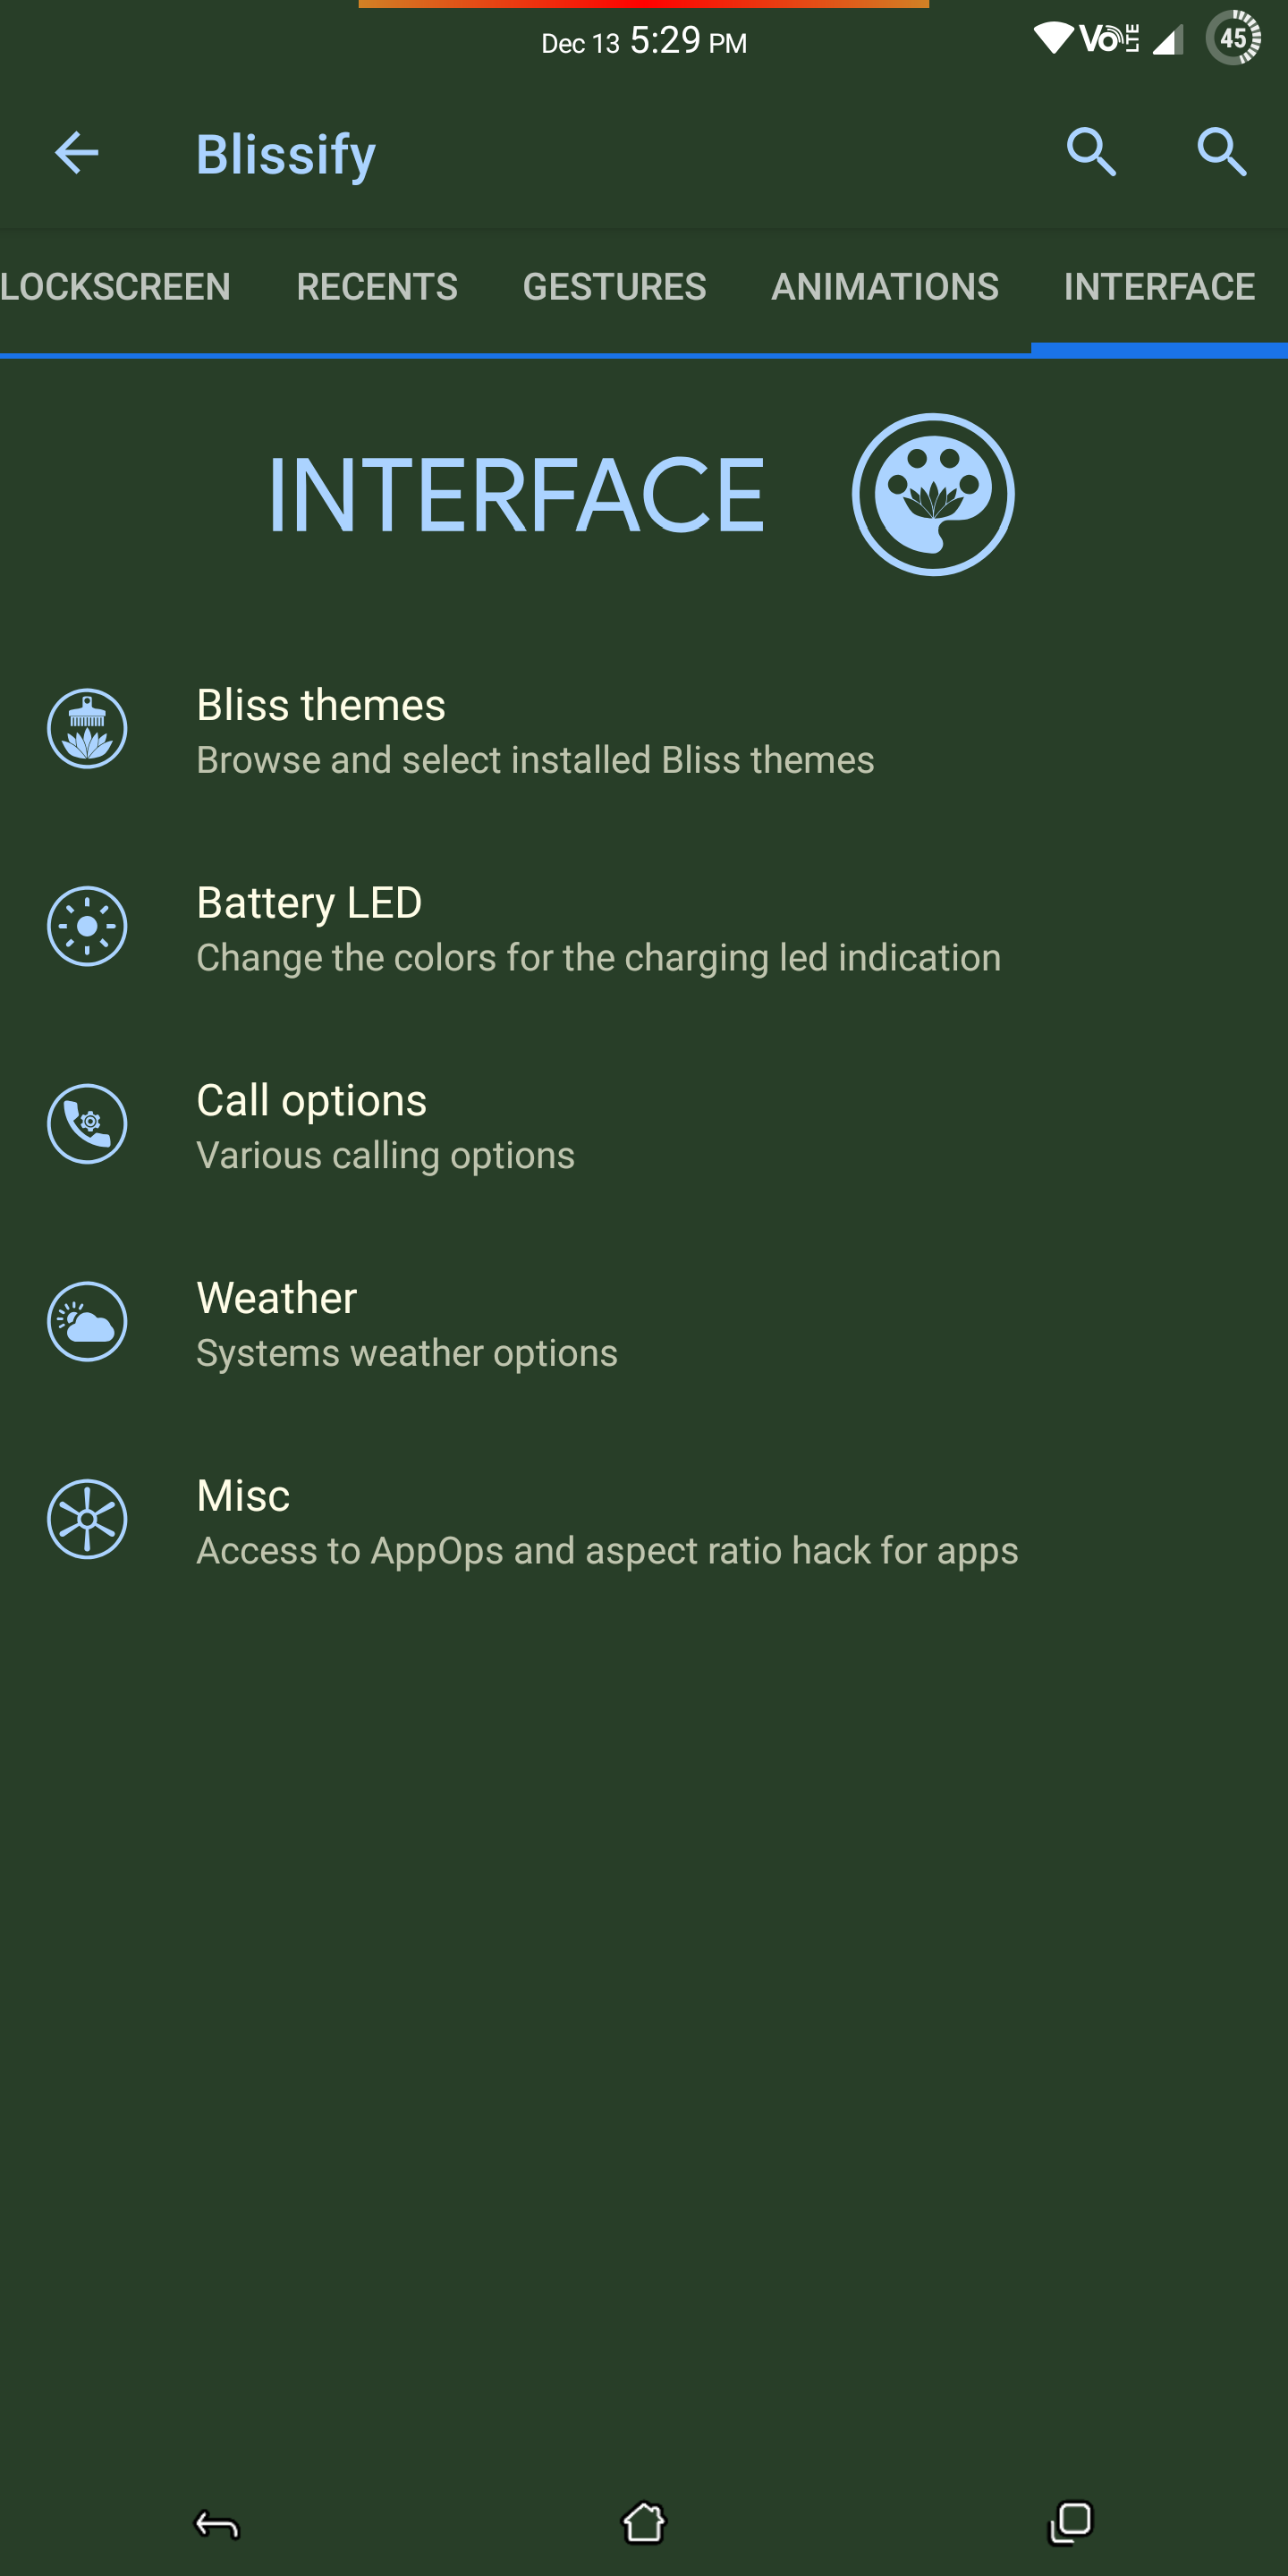 Dec 13 5:29 PM VoLTE 45
Blissify
LOCKSCREEN RECENTS GESTURES ANIMATIONS INTERFACE
INTERFACE
Bliss themes
Browse and select installed Bliss themes
Battery LED
Change the colors for the charging led indication
Call options
Various calling options
Weather
Systems weather options
Misc
Access to AppOps and aspect ratio hack for apps